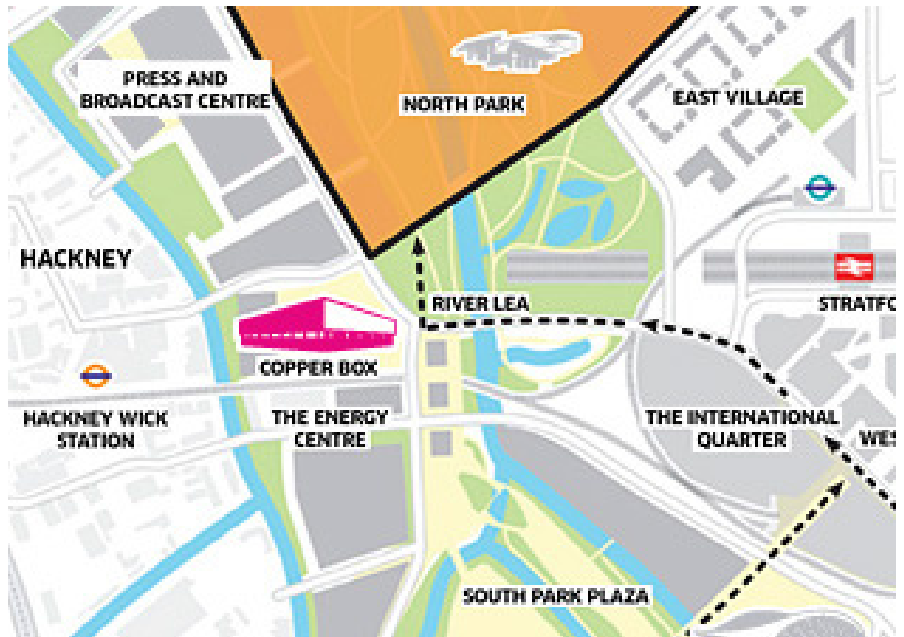 PRESS AND
BROADCAST CENTRE
NORTH PARK
EAST VILLAGE
HACKNEY
RIVER LEA
STRATFO
COPPER BOX
HACKNEY WICK
STATION
THE ENERGY
CENTRE
THE INTERNATIONAL
QUARTER
WES
SOUTH PARK PLAZA